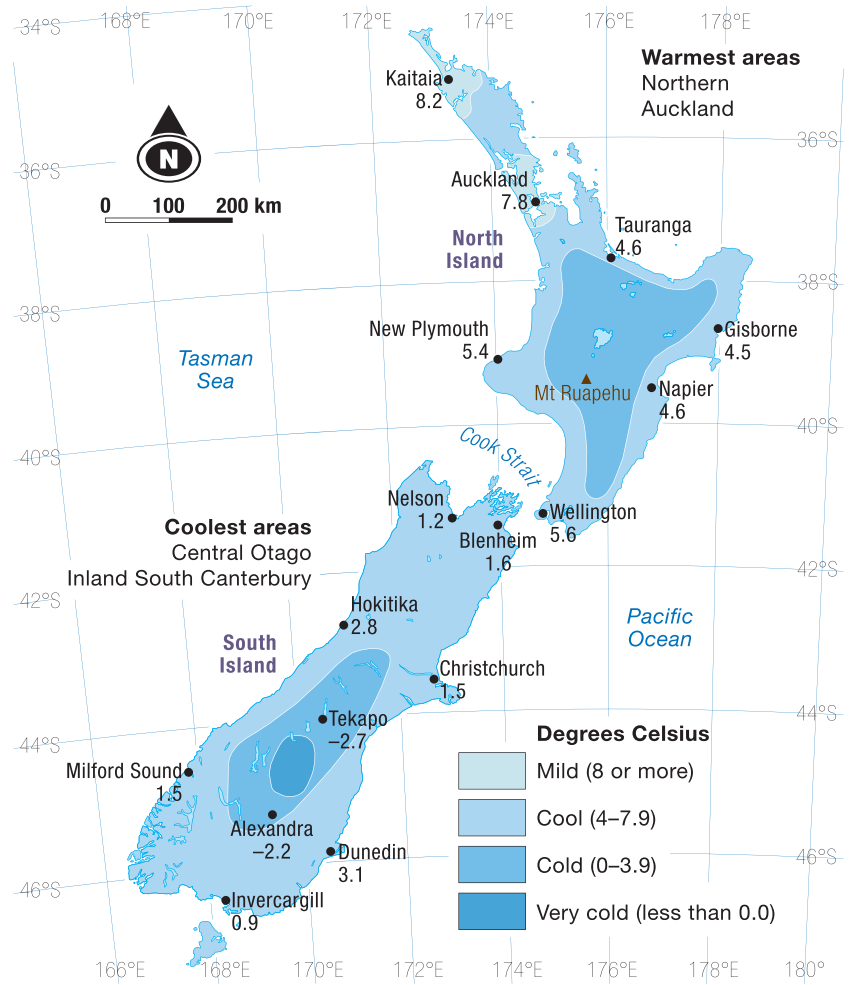 168°E 170°E 172°E 174°E 176°E 178°E
34°S
Warmest areas
Northern
Auckland
Kaitaia
8.2
36°S
36°S
N
0 100 200 km
Auckland
7.8
North
Island
Tauranga
4.6
38°S
38°S
New Plymouth
5.4
Gisborne
4.5
Tasman
Sea
Mt Ruapehu
Napier
4.6
40°S
40°S
Cook Strait
Nelson
1.2
Wellington
5.6
Blenheim
1.6
Coolest areas
Central Otago
Inland South Canterbury
42°S
42°S
Hokitika
2.8
Pacific
Ocean
South
Island
Christchurch
1.5
Tekapo
–2.7
44°S
44°S
Milford Sound
1.5
Alexandra
–2.2
Dunedin
3.1
Invercargill
0.9
46°S
46°S
Degrees Celsius
Mild (8 or more)
Cool (4–7.9)
Cold (0–3.9)
Very cold (less than 0.0)
166°E 168°E 170°E 172°E 174°E 176°E 178°E 180°